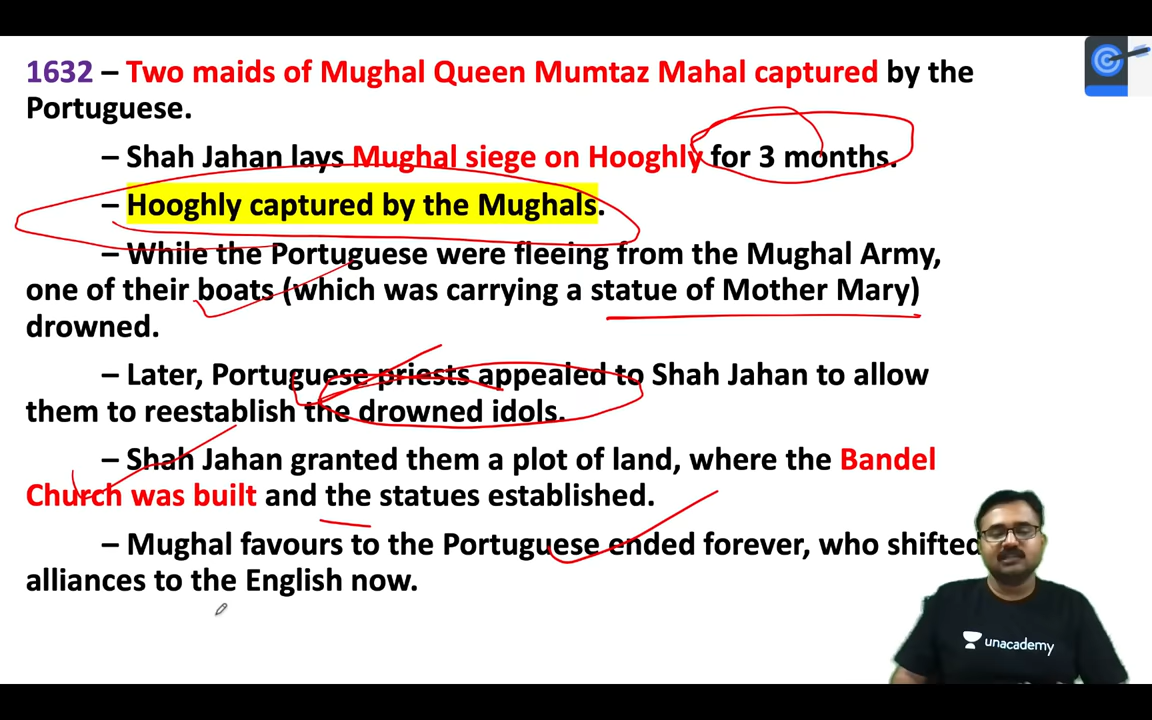 1632 – Two maids of Mughal Queen Mumtaz Mahal captured by the
Portuguese.
– Shah Jahan lays Mughal siege on Hooghly for 3 months.
– Hooghly captured by the Mughals.
– While the Portuguese were fleeing from the Mughal Army,
one of their boats (which was carrying a statue of Mother Mary)
drowned.
– Later, Portuguese priests appealed to Shah Jahan to allow
them to reestablish the drowned idols.
– Shah Jahan granted them a plot of land, where the Bandel
Church was built and the statues established.
– Mughal favours to the Portuguese ended forever, who shifted
alliances to the English now.
unacademy